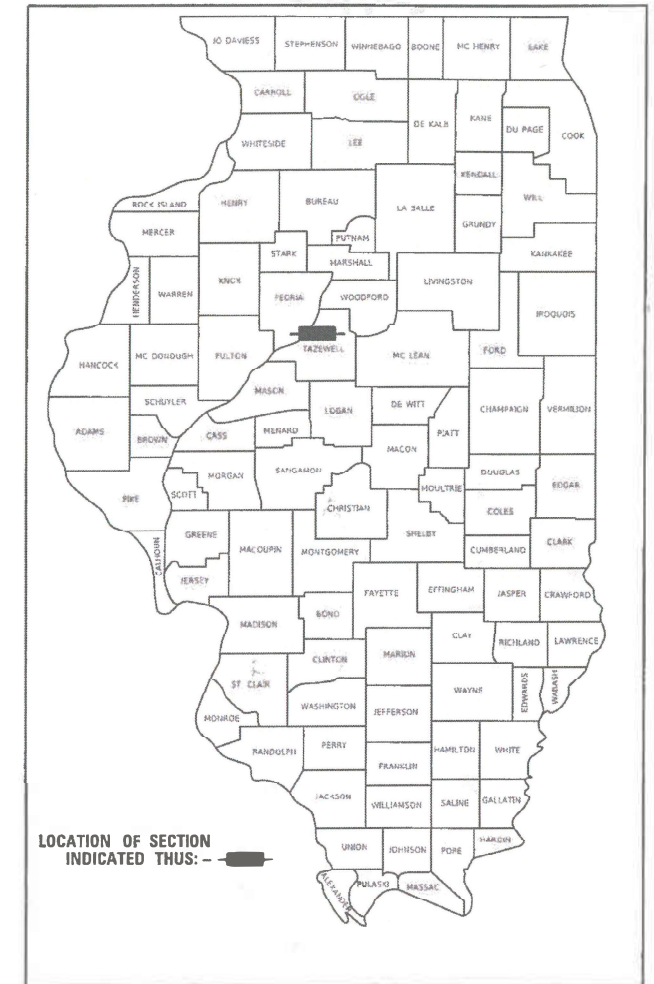 JO DAVIESS STEPHENSON WINNEBAGO BOONE MC HENRY LAKE
CARROLL OGLE DE KALB KANE DU PAGE COOK
WHITESIDE LEE
KENDALL WILL
ROCK ISLAND HENRY BUREAU LA SALLE GRUNDY
MERCER PUTNAM
STARK MARSHALL KANKAKEE
HENDERSON WARREN KNOX PEORIA WOODFORD LIVINGSTON IROQUOIS
HANCOCK MC DONOUGH FULTON TAZEWELL MC LEAN FORD
MASON
SCHUYLER LOGAN DE WITT CHAMPAIGN VERMILION
ADAMS BROWN CASS MENARD PIATT
MACON
PIKE SCOTT MORGAN SANGAMON MOULTRIE DOUGLAS EDGAR
CHRISTIAN COLES
GREENE MACOUPIN MONTGOMERY SHELBY CUMBERLAND CLARK
CALHOUN JERSEY
FAYETTE EFFINGHAM JASPER CRAWFORD
MADISON BOND
CLAY RICHLAND LAWRENCE
ST CLAIR CLINTON MARION
WAYNE EDWARDS WABASH
MONROE WASHINGTON JEFFERSON
RANDOLPH PERRY HAMILTON WHITE
FRANKLIN
JACKSON WILLIAMSON SALINE GALLATIN
LOCATION OF SECTION
INDICATED THUS: -
UNION JOHNSON POPE HARDIN
ALEXANDER PULASKI MASSAC